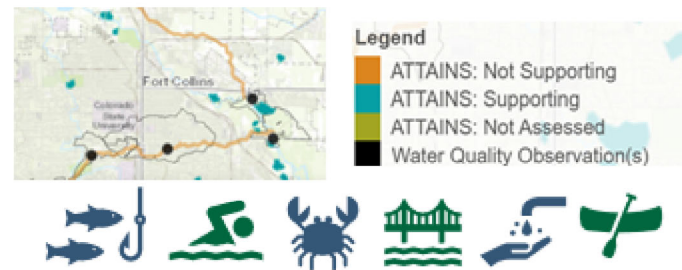 Fort Collins
Colorado
State
University
Legend
ATTAINS: Not Supporting
ATTAINS: Supporting
ATTAINS: Not Assessed
Water Quality Observation(s)